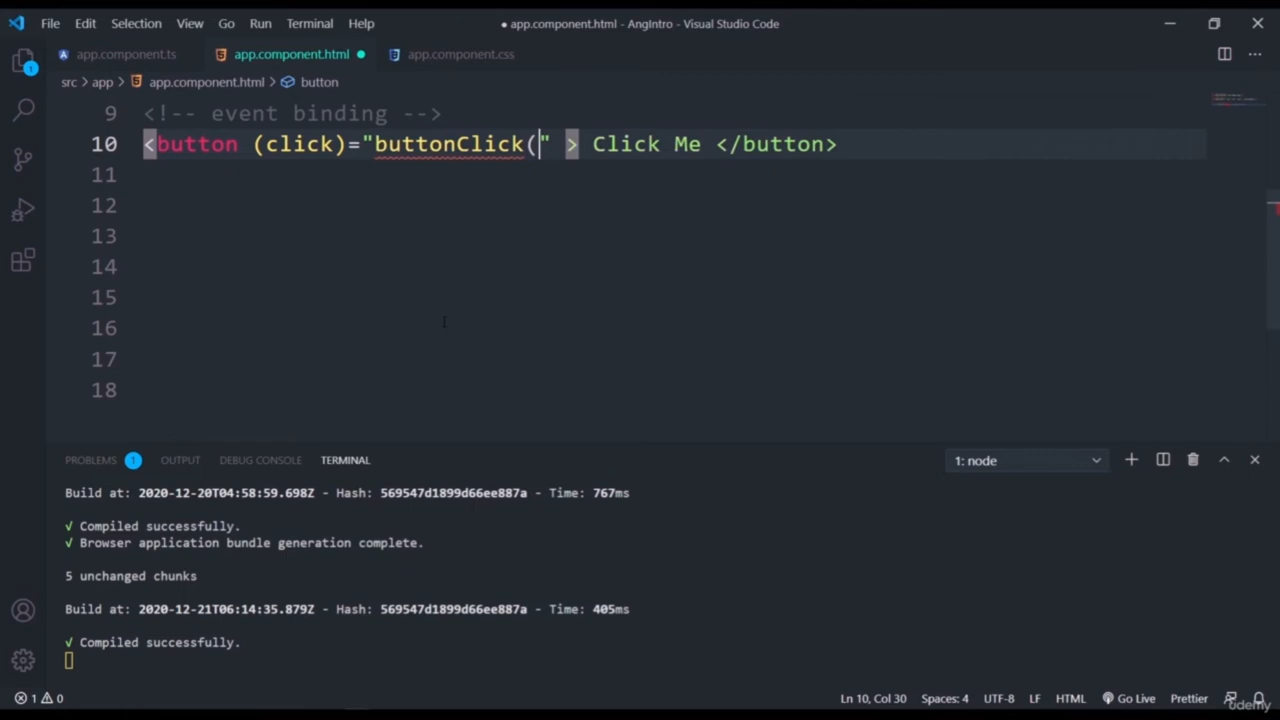 File Edit Selection View Go Run Terminal Help ● app.component.html - AngIntro - Visual Studio Code
app.component.ts app.component.html ● app.component.css
src > app > app.component.html > button
9 <!-- event binding -->
10 <button (click)="buttonClick(" > Click Me </button>
11
12
13
14
15
16
17
18
1
PROBLEMS 1 OUTPUT DEBUG CONSOLE TERMINAL 1: node
Build at: 2020-12-20T04:58:59.698Z - Hash: 569547d1899d66ee887a - Time: 767ms
√ Compiled successfully.
√ Browser application bundle generation complete.
5 unchanged chunks
Build at: 2020-12-21T06:14:35.879Z - Hash: 569547d1899d66ee887a - Time: 405ms
√ Compiled successfully.
1 0 Ln 10, Col 30 Spaces: 4 UTF-8 LF HTML Go Live Prettier
udemy